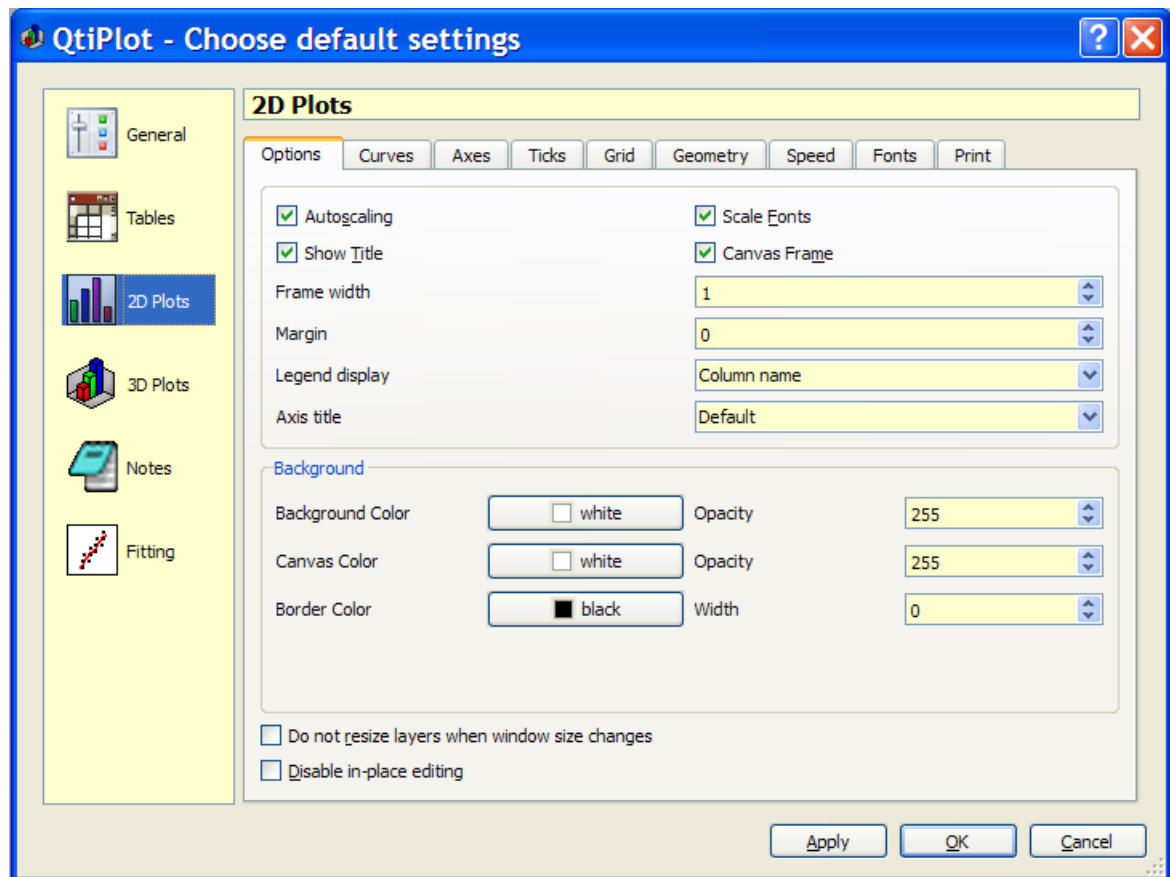 QtiPlot - Choose default settings
?
General
Tables
2D Plots
3D Plots
Notes
Fitting
2D Plots
Options Curves Axes Ticks Grid Geometry Speed Fonts Print
Autoscaling Scale Fonts
Show Title Canvas Frame
Frame width 1
Margin 0
Legend display Column name
Axis title Default
Background
Background Color white Opacity 255
Canvas Color white Opacity 255
Border Color black Width 0
Do not resize layers when window size changes
Disable in-place editing
Apply OK Cancel